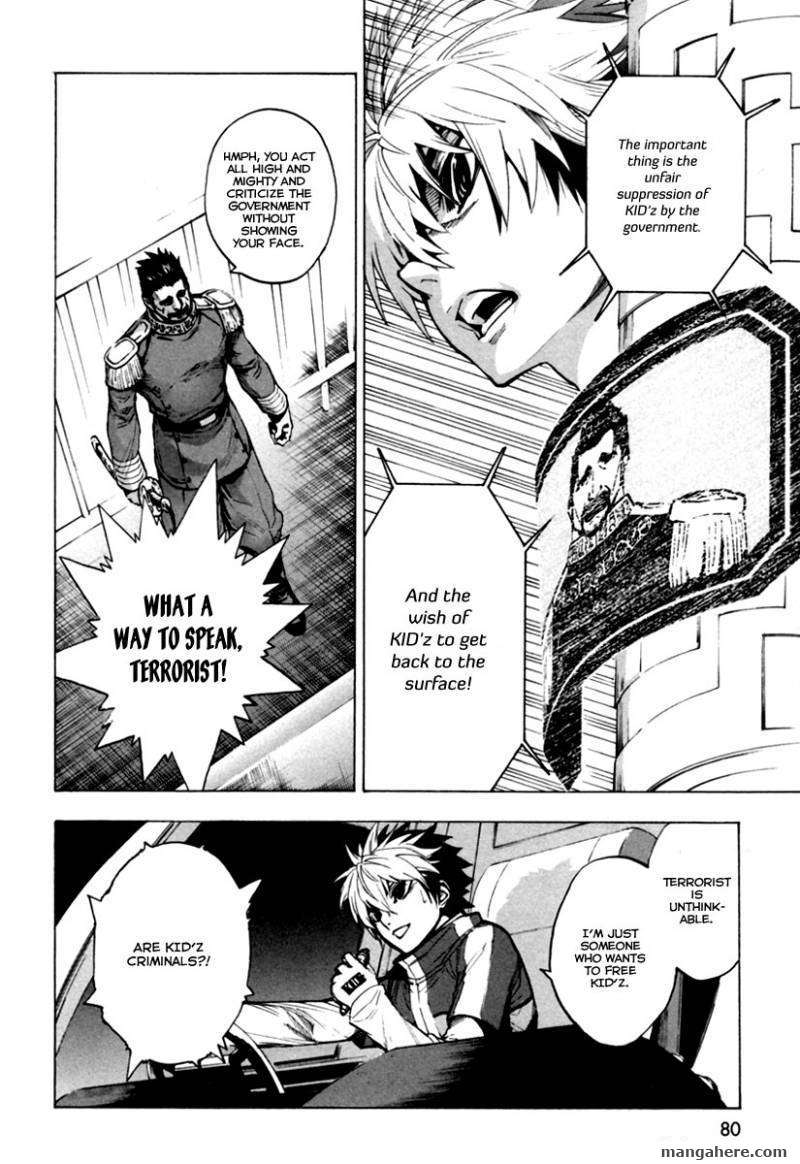 The important
thing is the
unfair
suppression of
KID'z by the
government.
And the
wish of
KID'z to get
back to the
surface!
HMPH, YOU ACT
ALL HIGH AND
MIGHTY AND
CRITICIZE THE
GOVERNMENT
WITHOUT
SHOWING
YOUR FACE.
WHAT A
WAY TO SPEAK,
TERRORIST!
TERRORIST
IS
UNTHINK-
ABLE.
I'M JUST
SOMEONE
WHO WANTS
TO FREE
KID'Z.
ARE KID'Z
CRIMINALS?!
80
mangahere.com